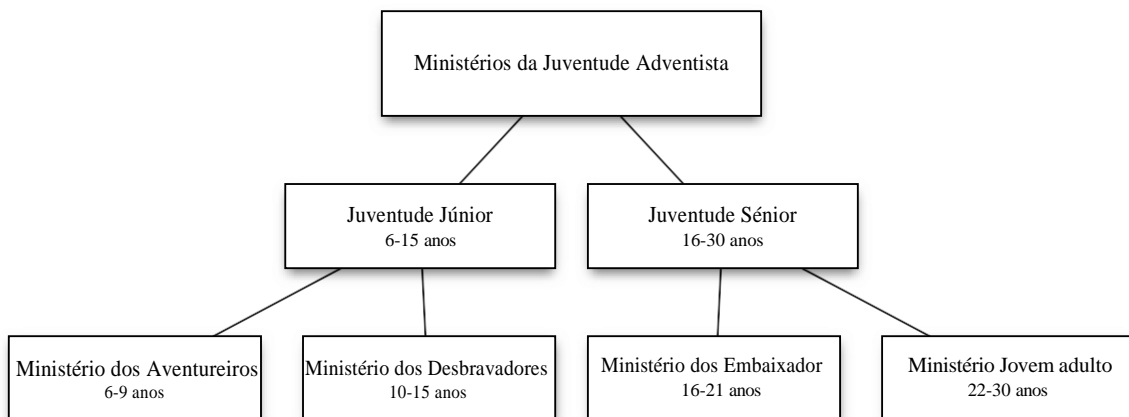 Ministérios da Juventude Adventista
Juventude Júnior
6-15 anos
Juventude Sénior
16-30 anos
Ministério dos Aventureiros
6-9 anos
Ministério dos Desbravadores
10-15 anos
Ministério dos Embaixador
16-21 anos
Ministério Jovem adulto
22-30 anos